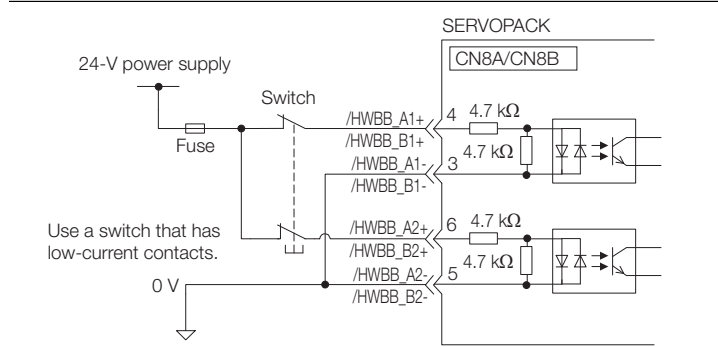 SERVOPACK
CN8A/CN8B
24-V power supply
Switch
Fuse
/HWBB_A1+
/HWBB_B1+
4
4.7 kΩ
4.7 kΩ
/HWBB_A1-
/HWBB_B1-
3
Use a switch that has
low-current contacts.
/HWBB_A2+
/HWBB_B2+
6
4.7 kΩ
4.7 kΩ
/HWBB_A2-
/HWBB_B2-
5
0 V